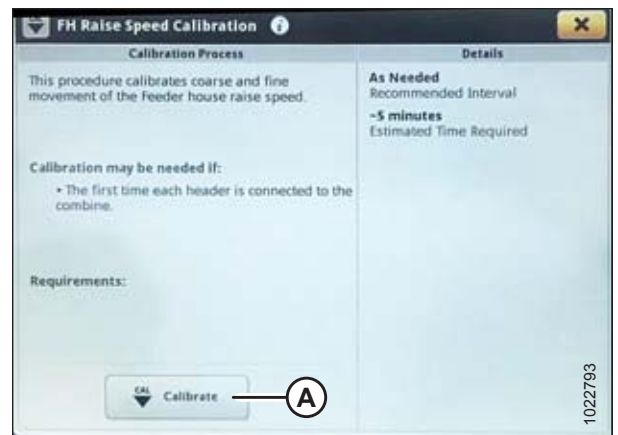 FH Raise Speed Calibration i
Calibration Process
This procedure calibrates coarse and fine
movement of the Feeder house raise speed.
Calibration may be needed if:
• The first time each header is connected to the
combine.
Requirements:
CAL Calibrate
A
Details
As Needed
Recommended Interval
~5 minutes
Estimated Time Required
1022793